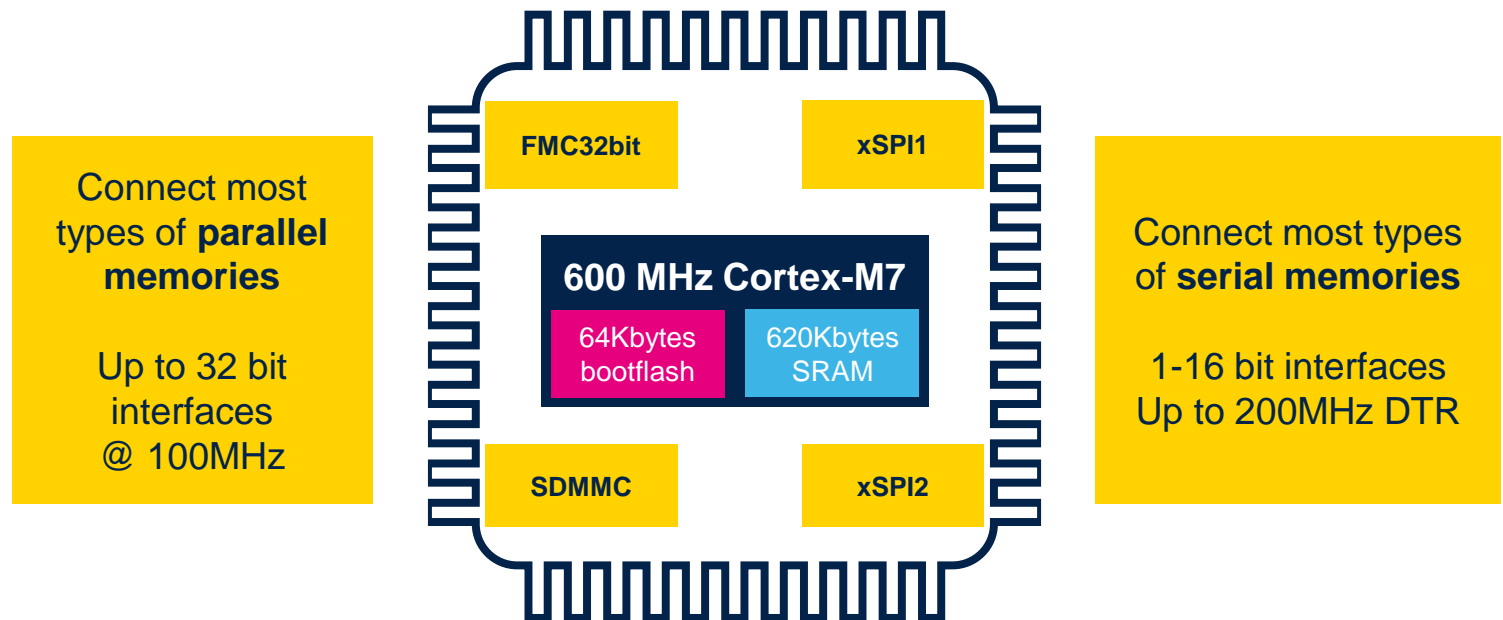 Connect most
types of parallel
memories
Up to 32 bit
interfaces
@ 100MHz
FMC32bit
xSPI1
600 MHz Cortex-M7
64Kbytes
bootflash
620Kbytes
SRAM
SDMMC
xSPI2
Connect most types
of serial memories
1-16 bit interfaces
Up to 200MHz DTR